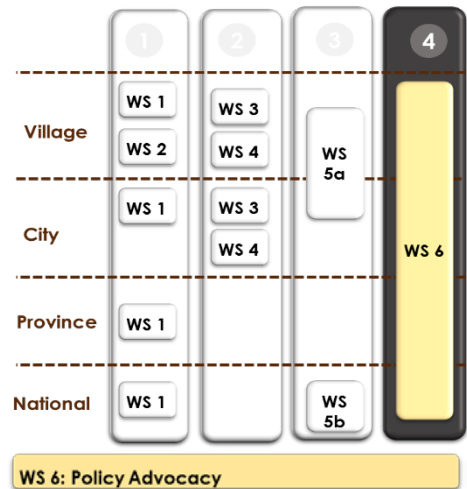 1 2 3 4
Village
WS 1
WS 2
WS 3
WS 4
WS
5a
City
WS 1
WS 3
WS 4
WS 6
Province
WS 1
National
WS 1
WS
5b
WS 6: Policy Advocacy